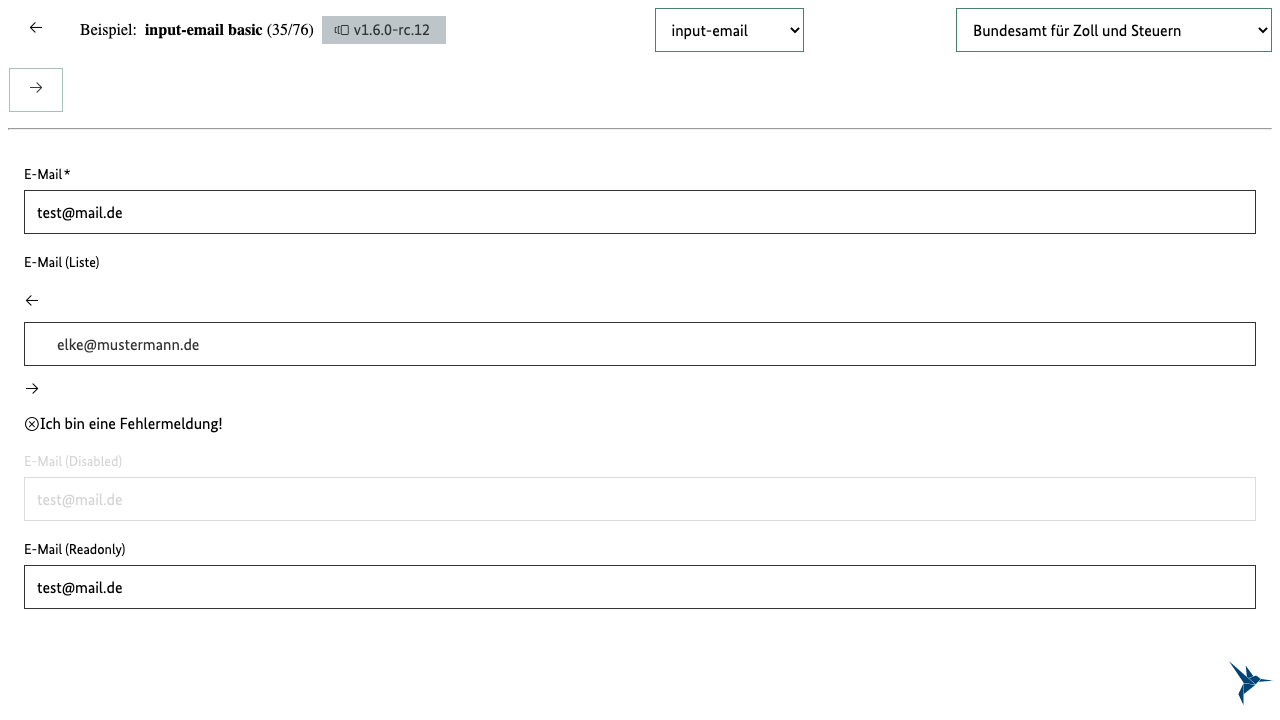 Beispiel: input-email basic (35/76) v1.6.0-rc.12 input-email Bundesamt für Zoll und Steuern
E-Mail*
test@mail.de
E-Mail (Liste)
elke@mustermann.de
Ich bin eine Fehlermeldung!
E-Mail (Disabled)
test@mail.de
E-Mail (Readonly)
test@mail.de